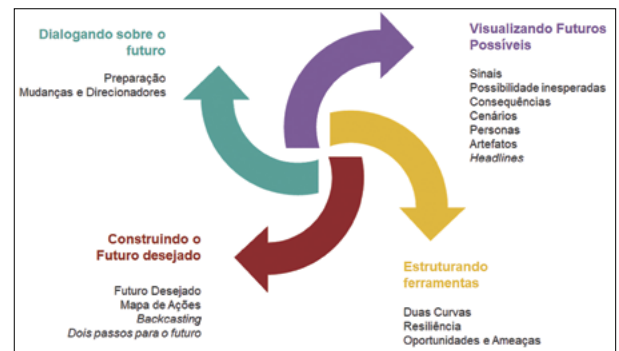 Dialogando sobre o
futuro
Preparação
Mudanças e Direcionadores
Visualizando Futuros
Possíveis
Sinais
Possibilidade inesperadas
Consequências
Cenários
Personas
Artefatos
Headlines
Construindo o
Futuro desejado
Futuro Desejado
Mapa de Ações
Backcasting
Dois passos para o futuro
Estruturando
ferramentas
Duas Curvas
Resiliência
Oportunidades e Ameaças